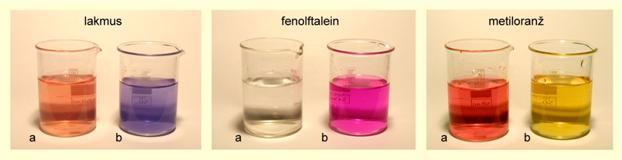 lakmus
a b
fenolftalein
a b
metiloranž
a b